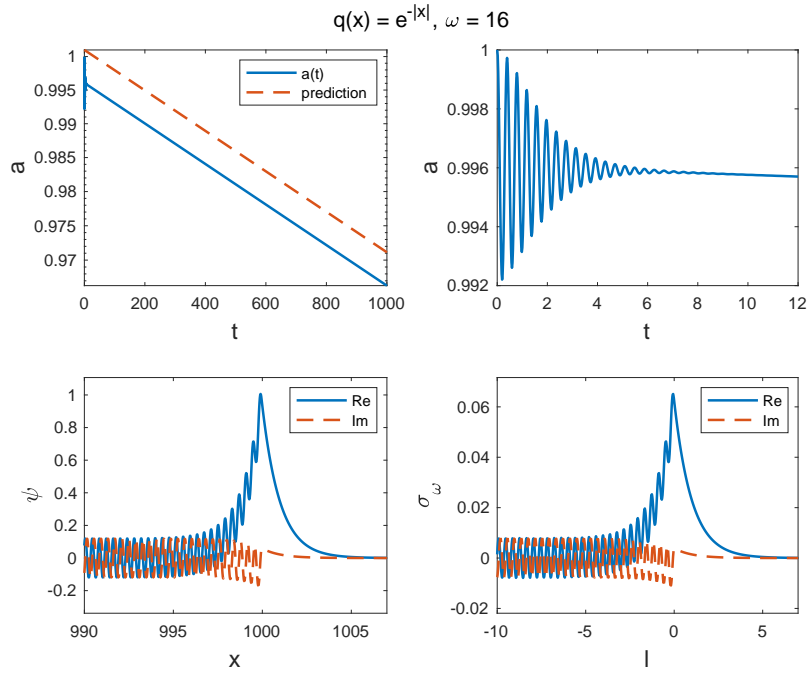 q(x) = e^-|x|, ω = 16
1
0.995
0.99
0.985
0.98
0.975
0.97
a
0 200 400 600 800 1000
t
a(t)
prediction
1
0.998
0.996
0.994
0.992
a
0 2 4 6 8 10 12
t
1
0.8
0.6
0.4
0.2
0
-0.2
ψ
990 995 1000 1005
x
Re
Im
0.06
0.04
0.02
0
-0.02
σ_ω
-10 -5 0 5
l
Re
Im